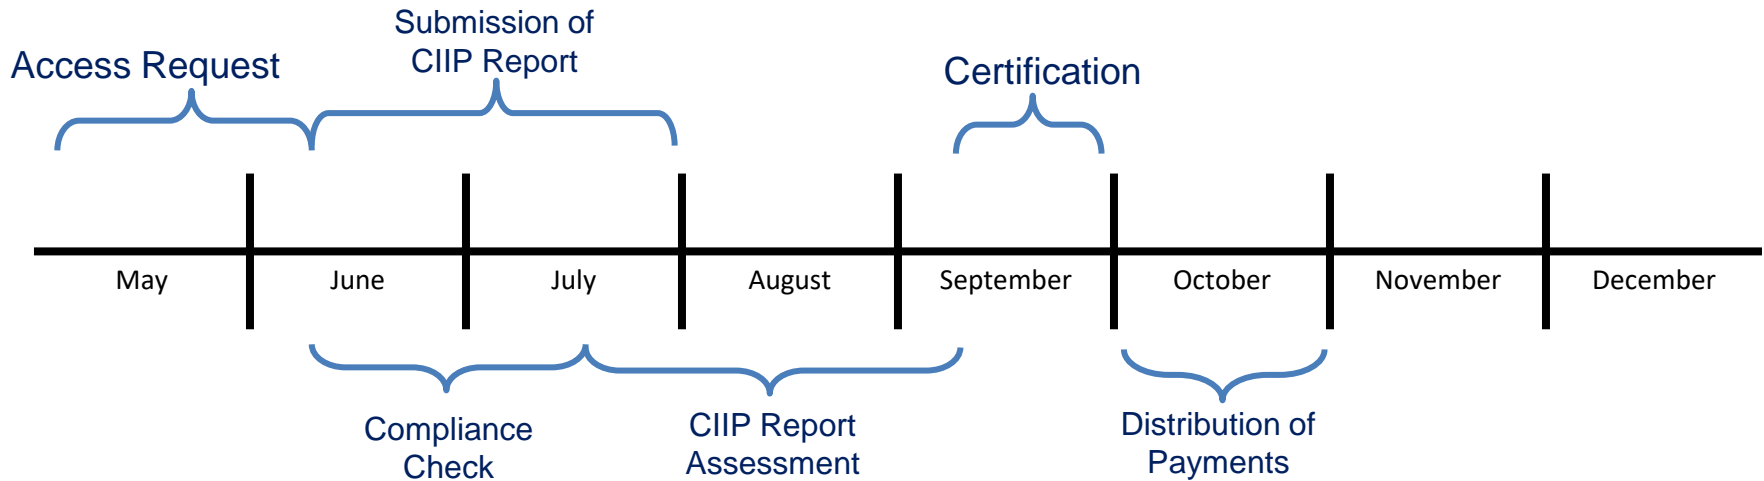 Submission of
CIIP Report
Access Request
Certification
May
June
July
August
September
October
November
December
Compliance
Check
CIIP Report
Assessment
Distribution of
Payments